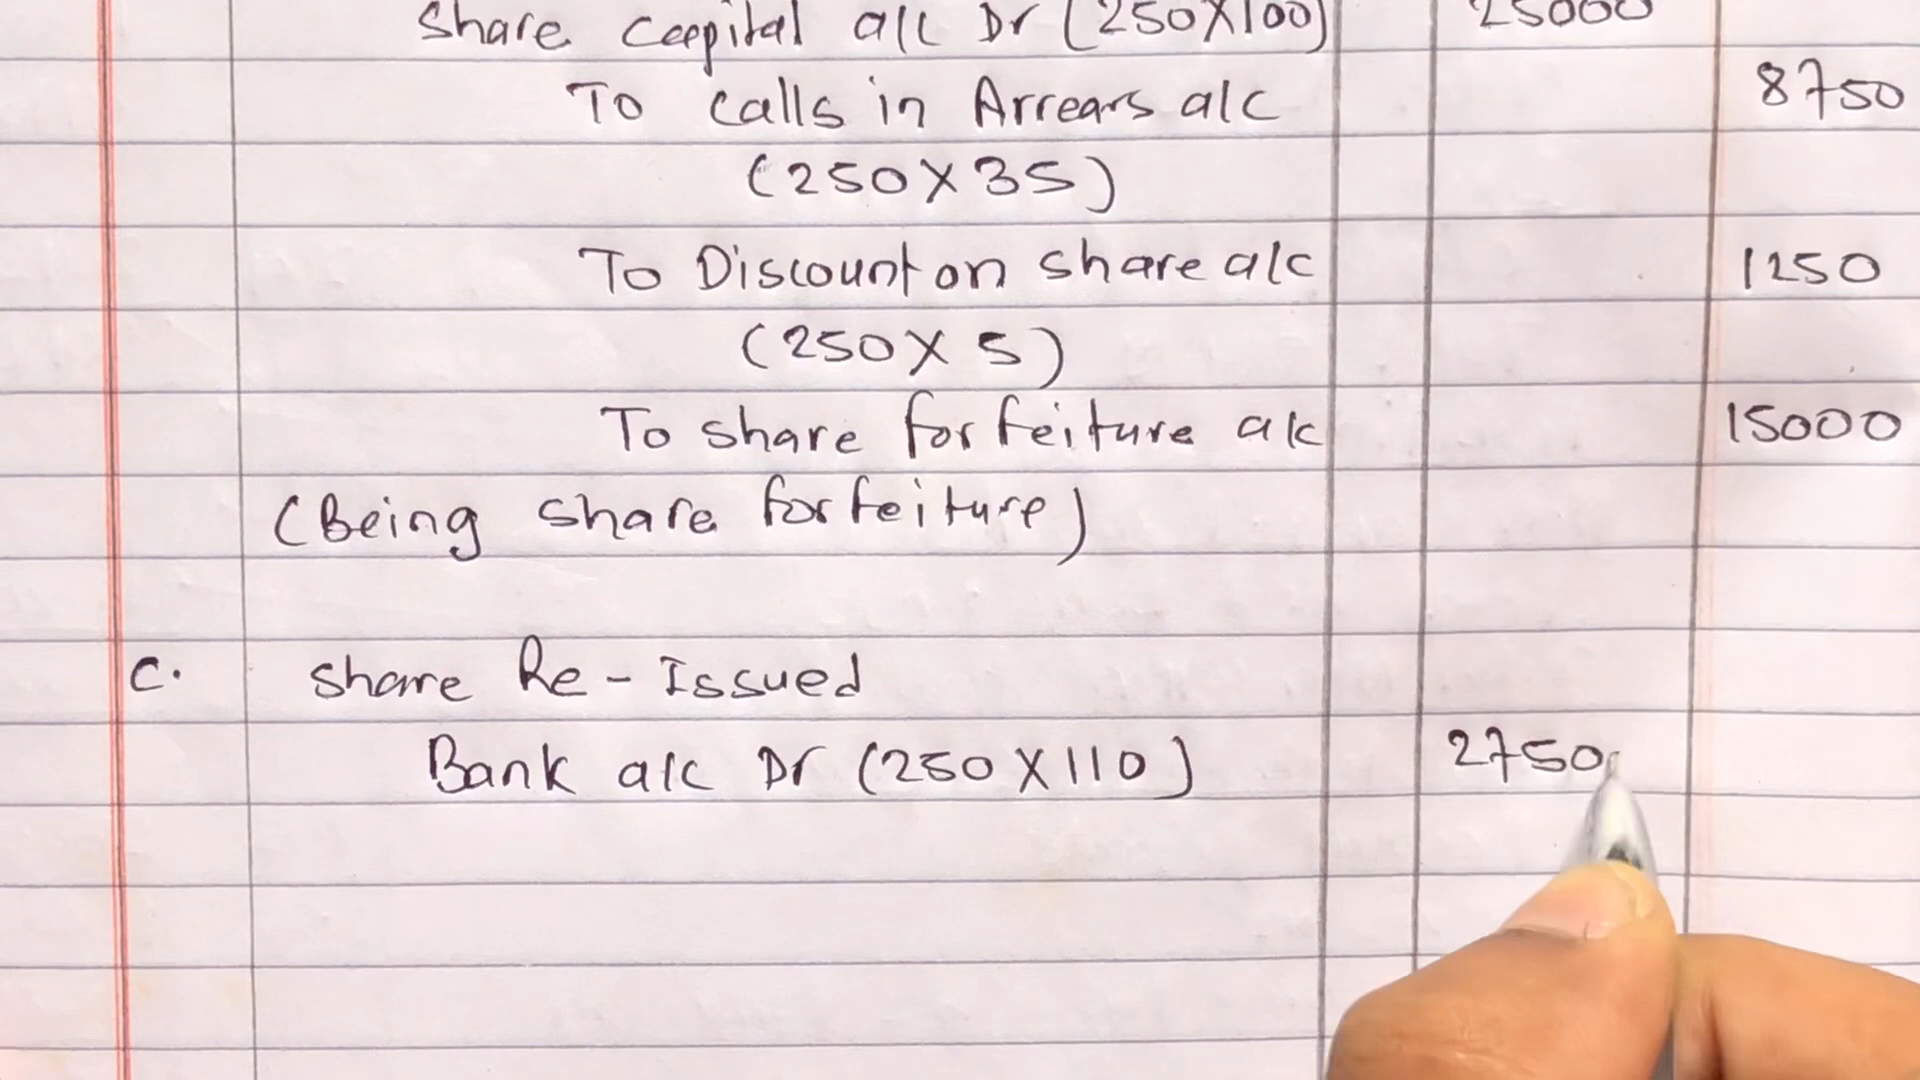 Share Capital a/c Dr (250X100) 25000
To Calls in Arrears a/c 8750
(250X35)
To Discount on share a/c 1250
(250X5)
To share forfeiture a/c 15000
(Being share forfeiture)
C. Share Re-Issued
Bank a/c Dr (250X110) 27500